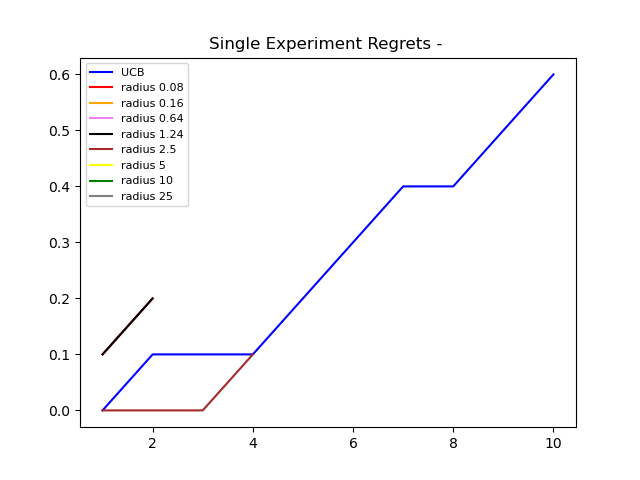 Single Experiment Regrets -
UCB
radius 0.08
radius 0.16
radius 0.64
radius 1.24
radius 2.5
radius 5
radius 10
radius 25
0.6
0.5
0.4
0.3
0.2
0.1
0.0
2 4 6 8 10